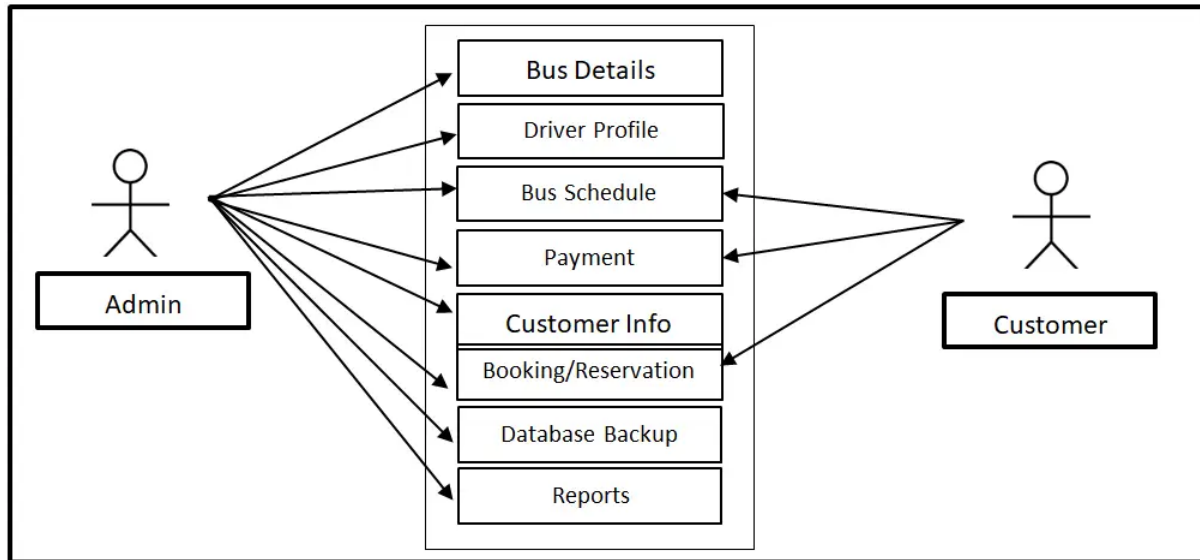 Bus Details
Driver Profile
Bus Schedule
Payment
Admin
Customer Info
Customer
Booking/Reservation
Database Backup
Reports